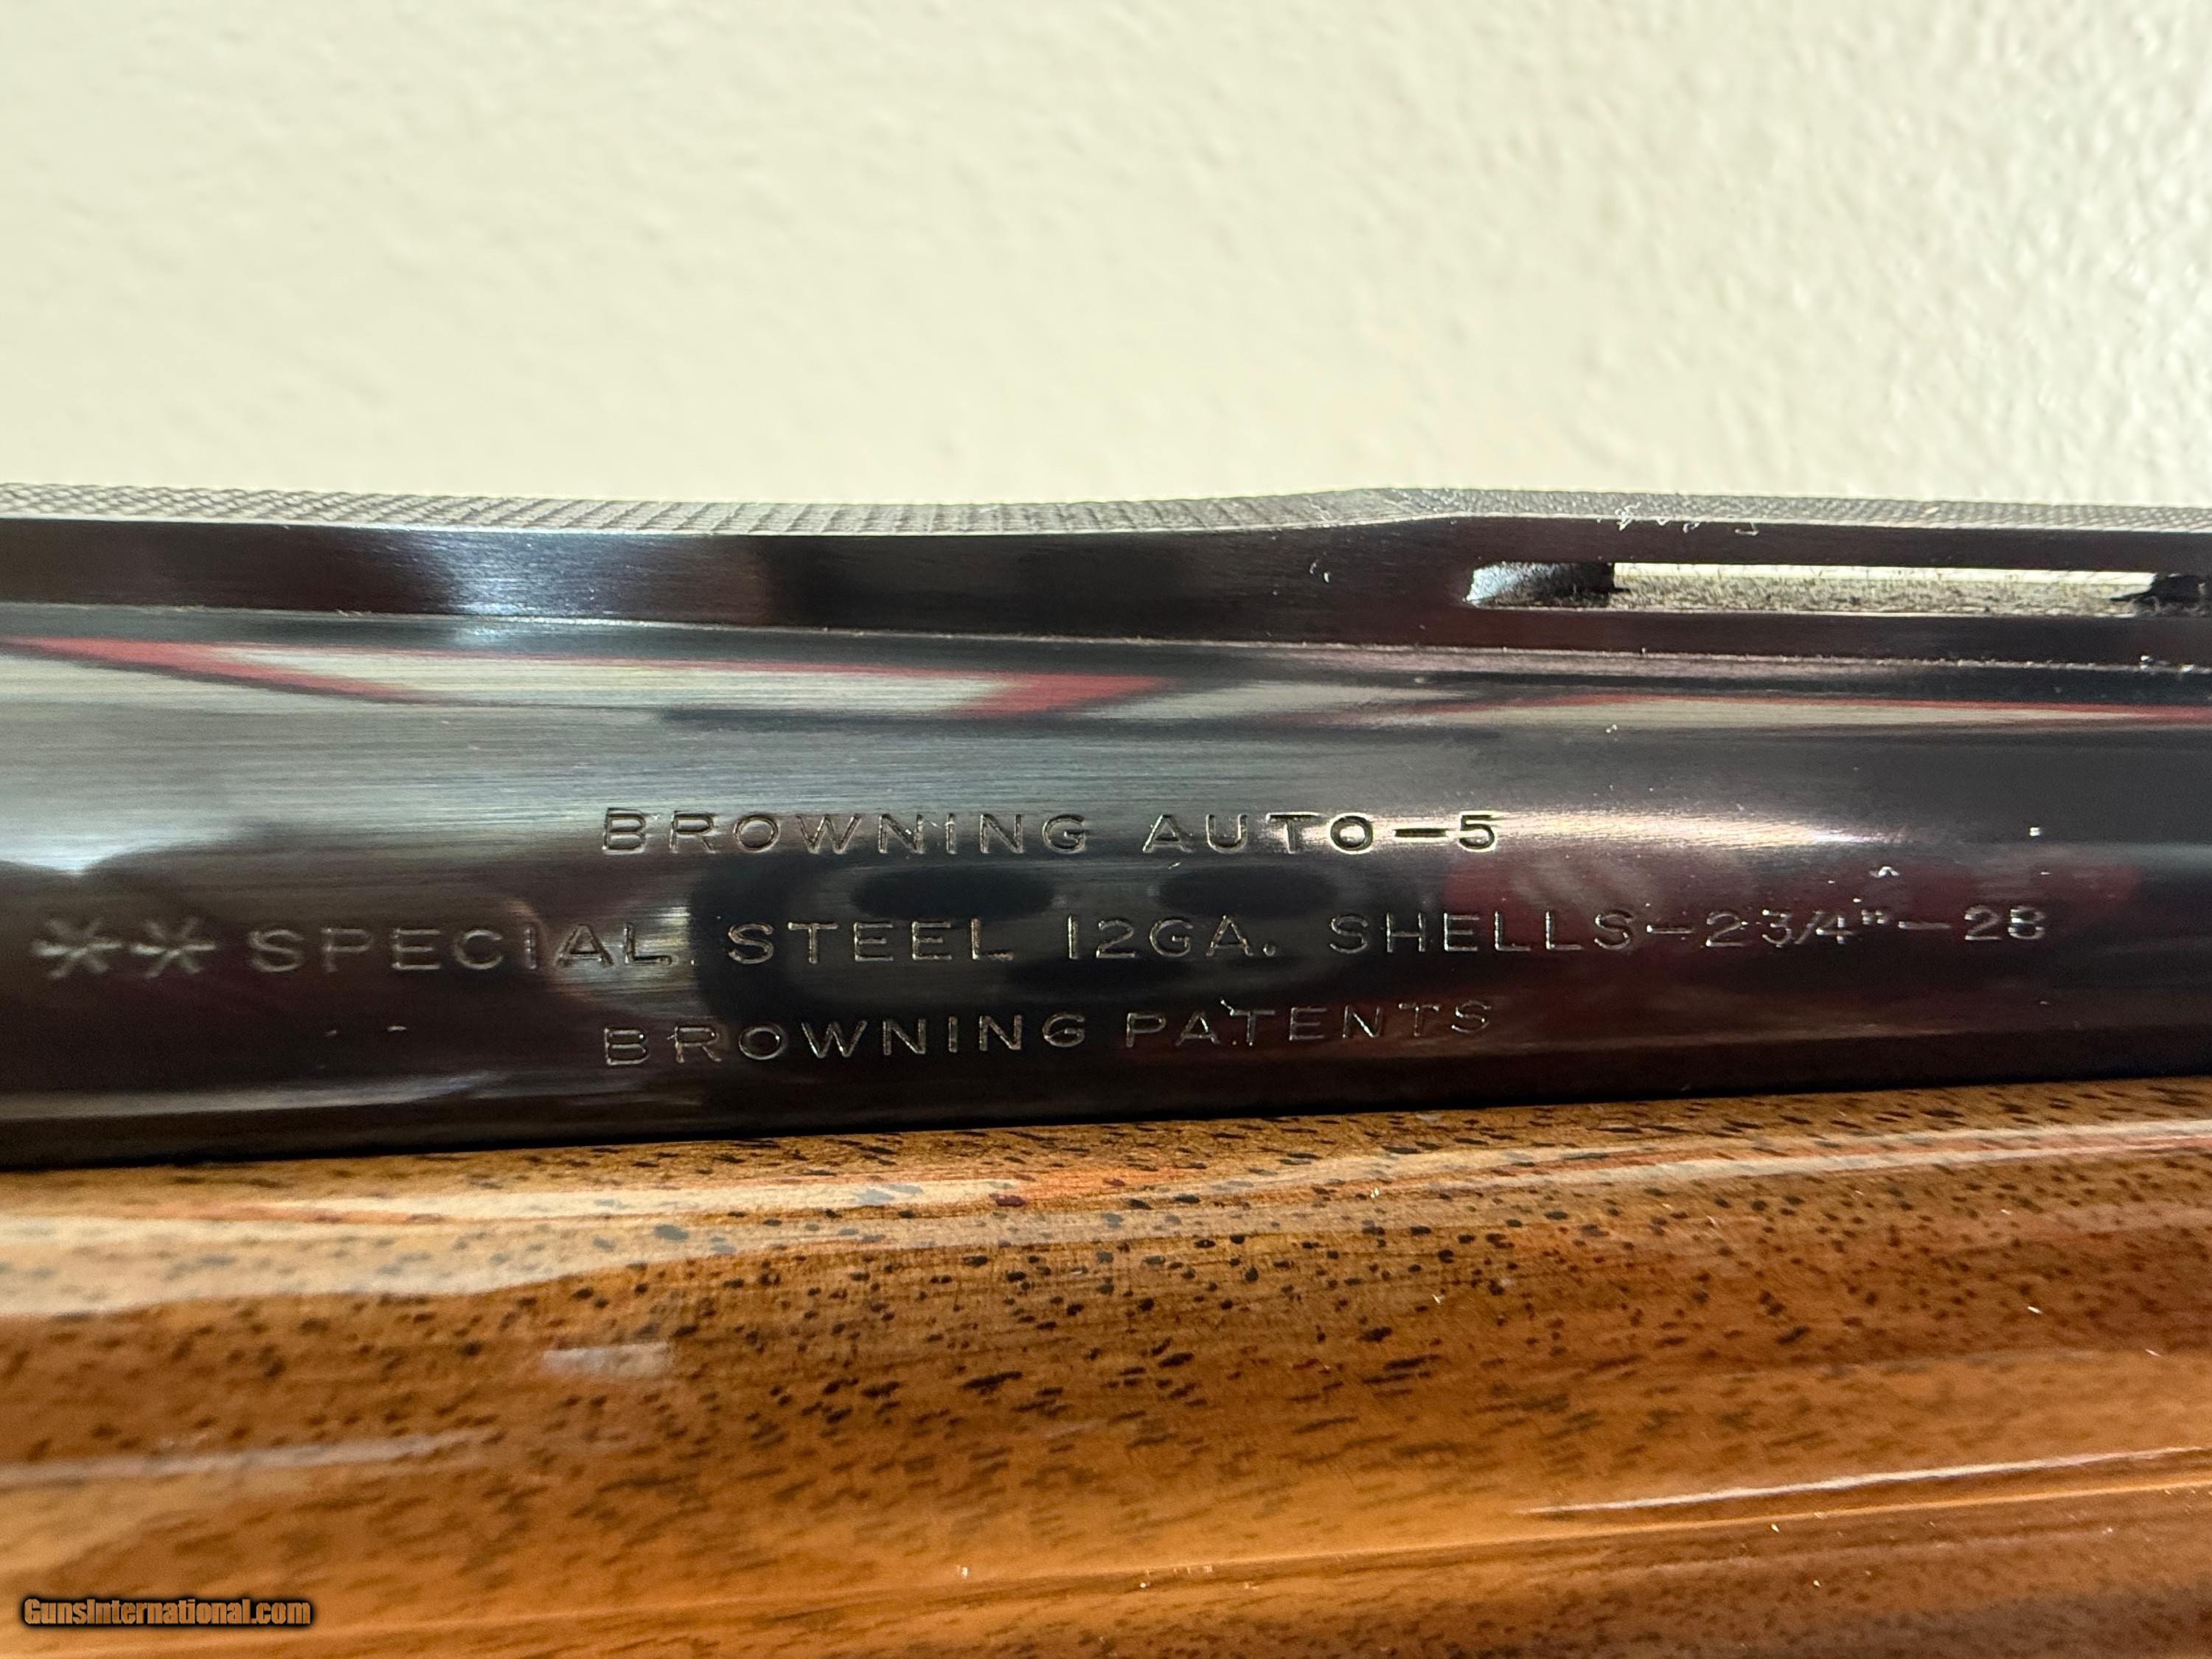 BROWNING AUTO-5
** SPECIAL STEEL 12GA. SHELLS-2 3/4"-28
BROWNING PATENTS
GunsInternational.com